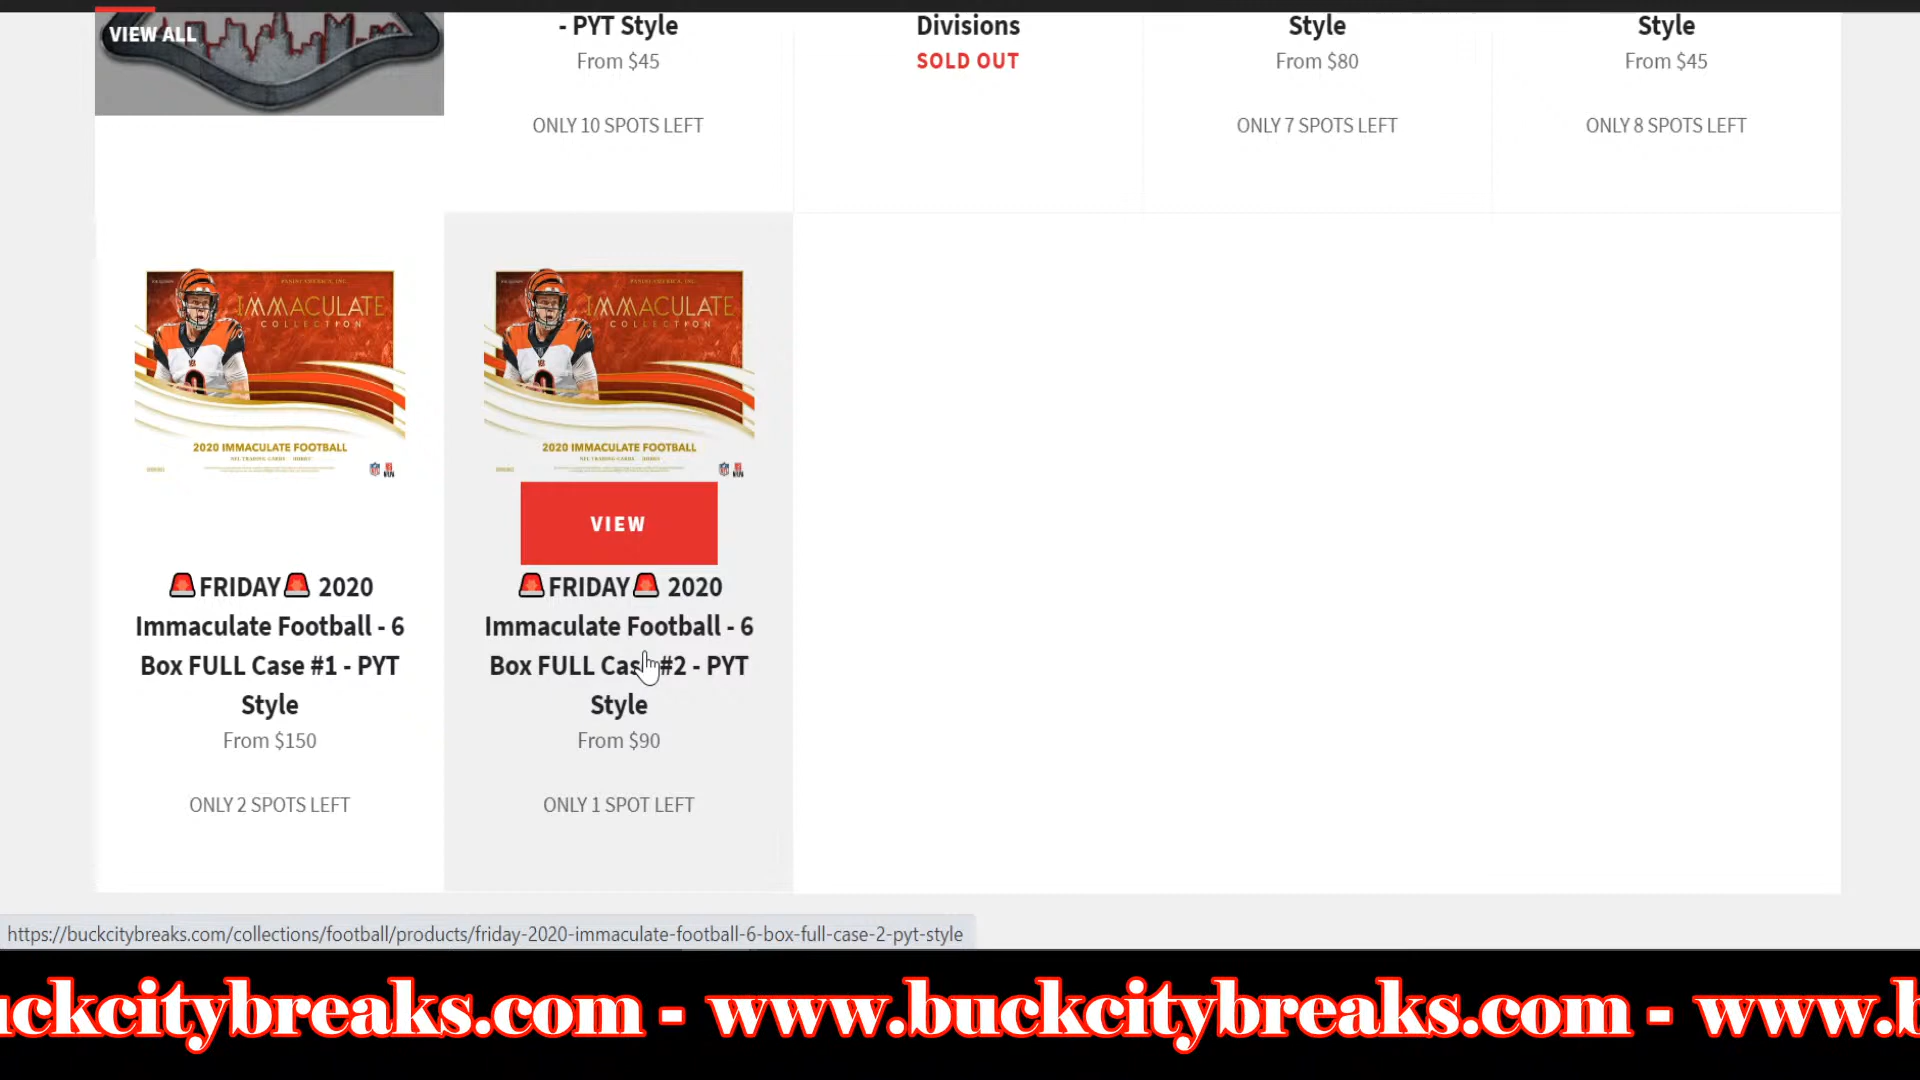 VIEW ALL
- PYT Style
From $45
ONLY 10 SPOTS LEFT
Divisions
SOLD OUT
Style
From $80
ONLY 7 SPOTS LEFT
Style
From $45
ONLY 8 SPOTS LEFT
IMMACULATE
COLLECTION
2020 IMMACULATE FOOTBALL
🚨FRIDAY🚨 2020
Immaculate Football - 6
Box FULL Case #1 - PYT
Style
From $150
ONLY 2 SPOTS LEFT
IMMACULATE
COLLECTION
2020 IMMACULATE FOOTBALL
VIEW
🚨FRIDAY🚨 2020
Immaculate Football - 6
Box FULL Case #2 - PYT
Style
From $90
ONLY 1 SPOT LEFT
https://buckcitybreaks.com/collections/football/products/friday-2020-immaculate-football-6-box-full-case-2-pyt-style
uckcitybreaks.com - www.buckcitybreaks.com - www.b